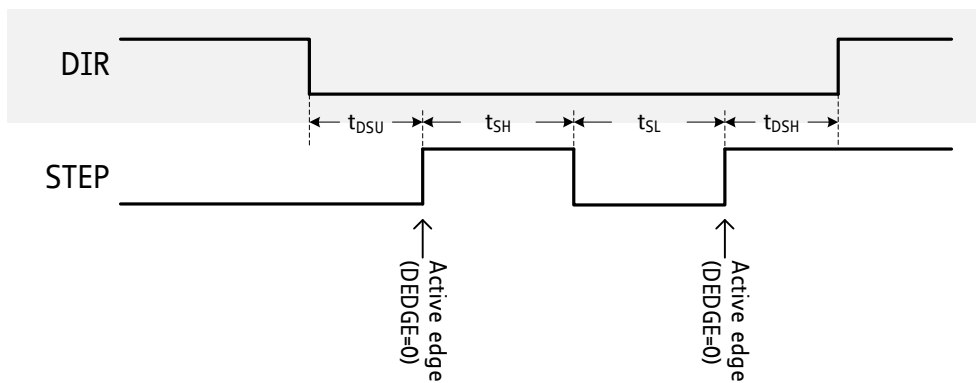 DIR
tDSU
tSH
tSL
tDSH
STEP
Active edge
(DEDGE=0)
Active edge
(DEDGE=0)